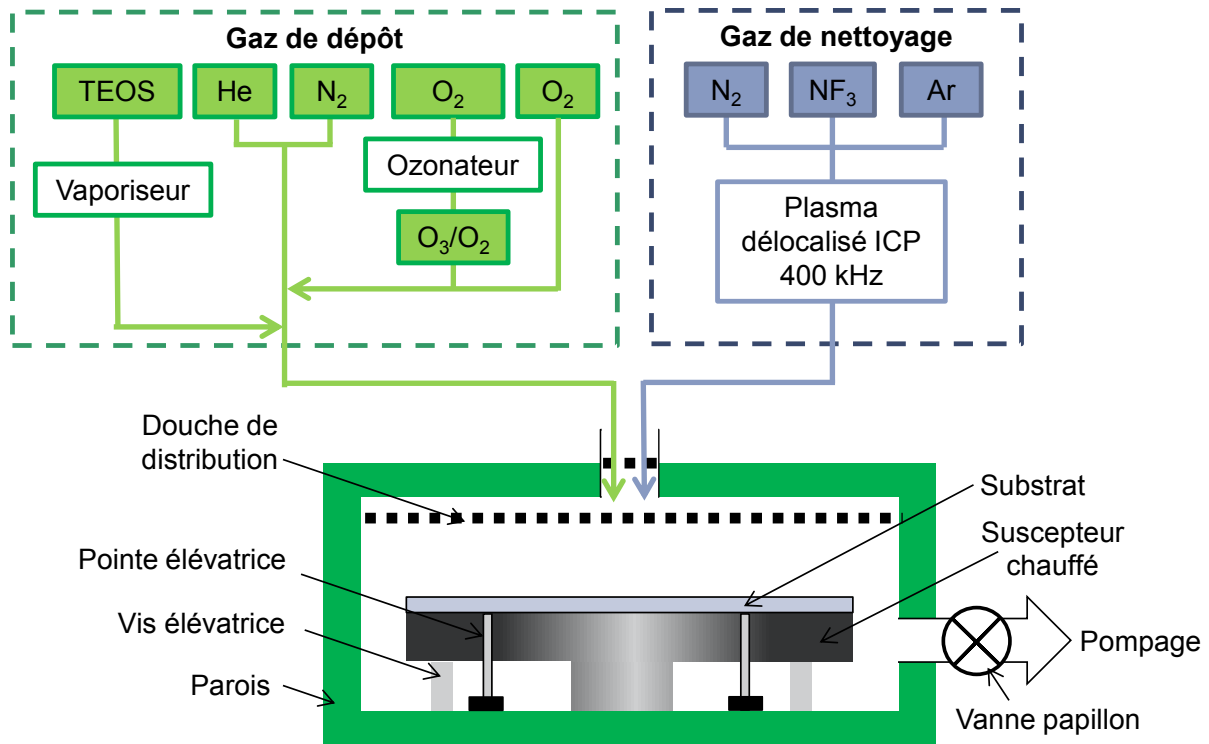 Gaz de dépôt
TEOS
He
N₂
O₂
O₂
Vaporiseur
Ozonateur
O₃/O₂
Gaz de nettoyage
N₂
NF₃
Ar
Plasma
délocalisé ICP
400 kHz
Douche de
distribution
Pointe élévatrice
Vis élévatrice
Parois
Substrat
Suscepteur
chauffé
Pompage
Vanne papillon